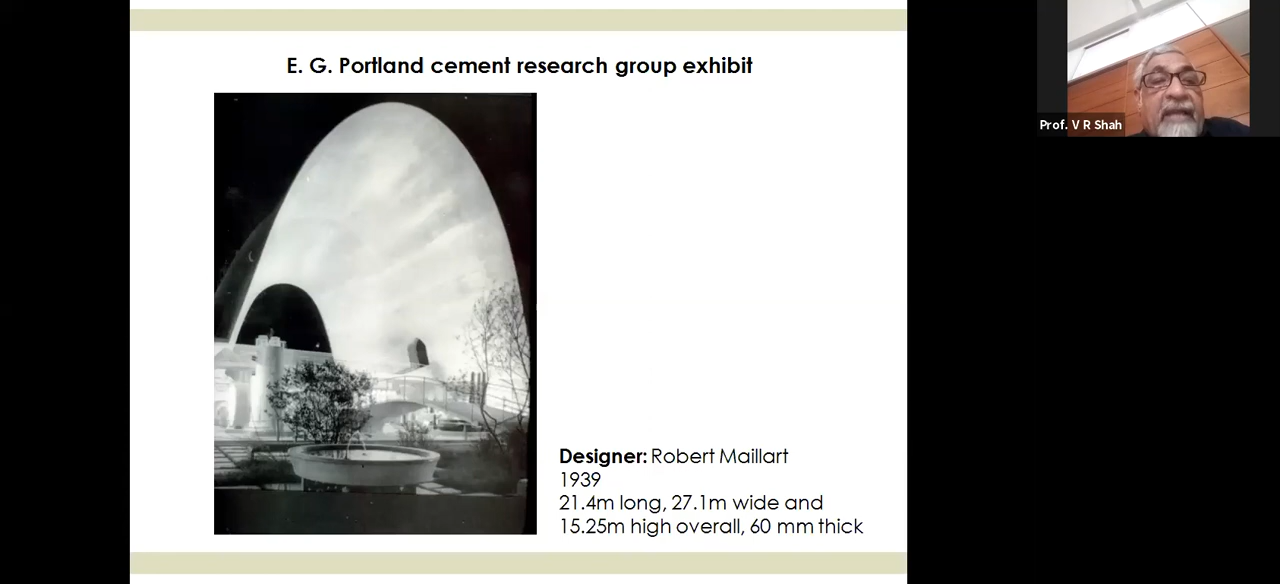 E. G. Portland cement research group exhibit
Prof. V R Shah
Designer: Robert Maillart
1939
21.4m long, 27.1m wide and
15.25m high overall, 60 mm thick